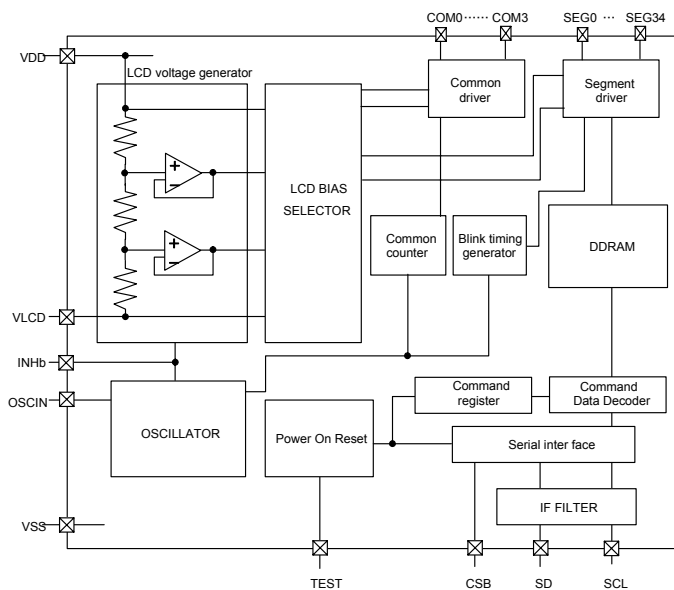 COM0 ······ COM3
SEG0 ··· SEG34
VDD
LCD voltage generator
Common
driver
Segment
driver
+
−
LCD BIAS
SELECTOR
+
−
Common
counter
Blink timing
generator
DDRAM
VLCD
INHb
OSCIN
OSCILLATOR
Power On Reset
Command
register
Command
Data Decoder
Serial inter face
IF FILTER
VSS
TEST
CSB
SD
SCL